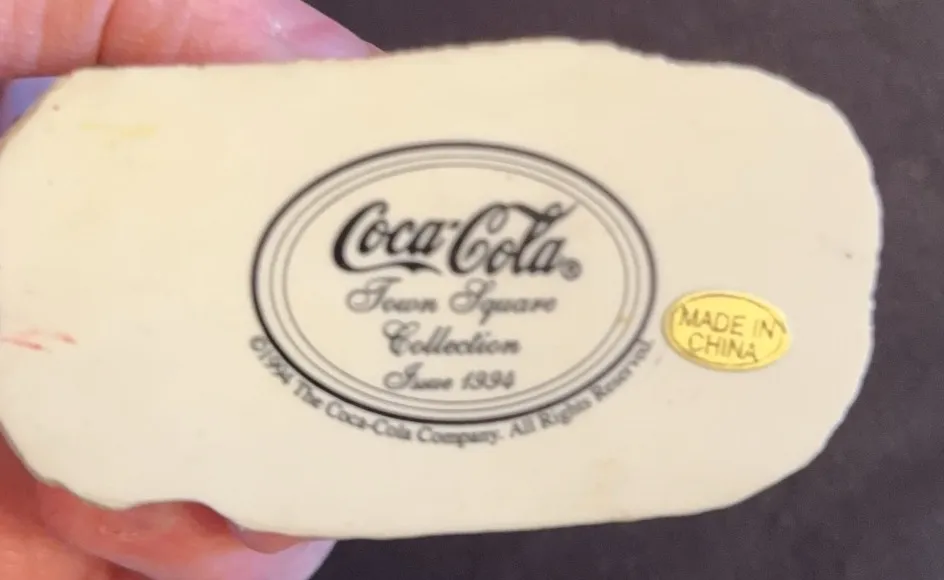 Coca-Cola®
Town Square
Collection
Issue 1994
©1994 The Coca-Cola Company. All Rights Reserved.
MADE IN
CHINA